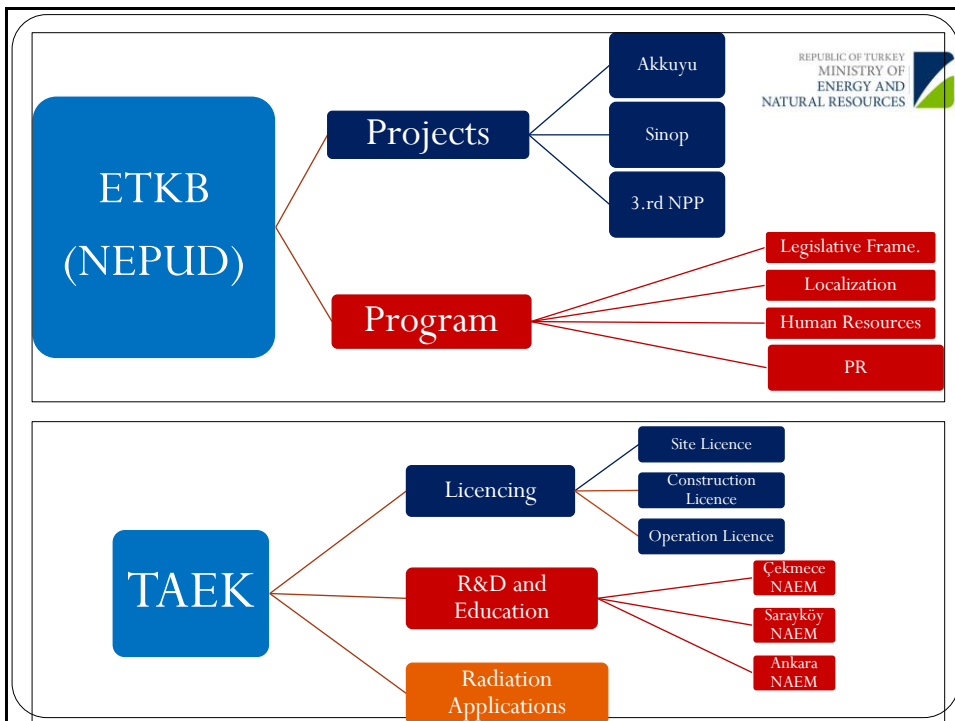 REPUBLIC OF TURKEY
MINISTRY OF
ENERGY AND
NATURAL RESOURCES
ETKB
(NEPUD)
Projects
Akkuyu
Sinop
3.rd NPP
Program
Legislative Frame.
Localization
Human Resources
PR
TAEK
Licencing
Site Licence
Construction
Licence
Operation Licence
R&D and
Education
Çekmece
NAEM
Sarayköy
NAEM
Ankara
NAEM
Radiation
Applications